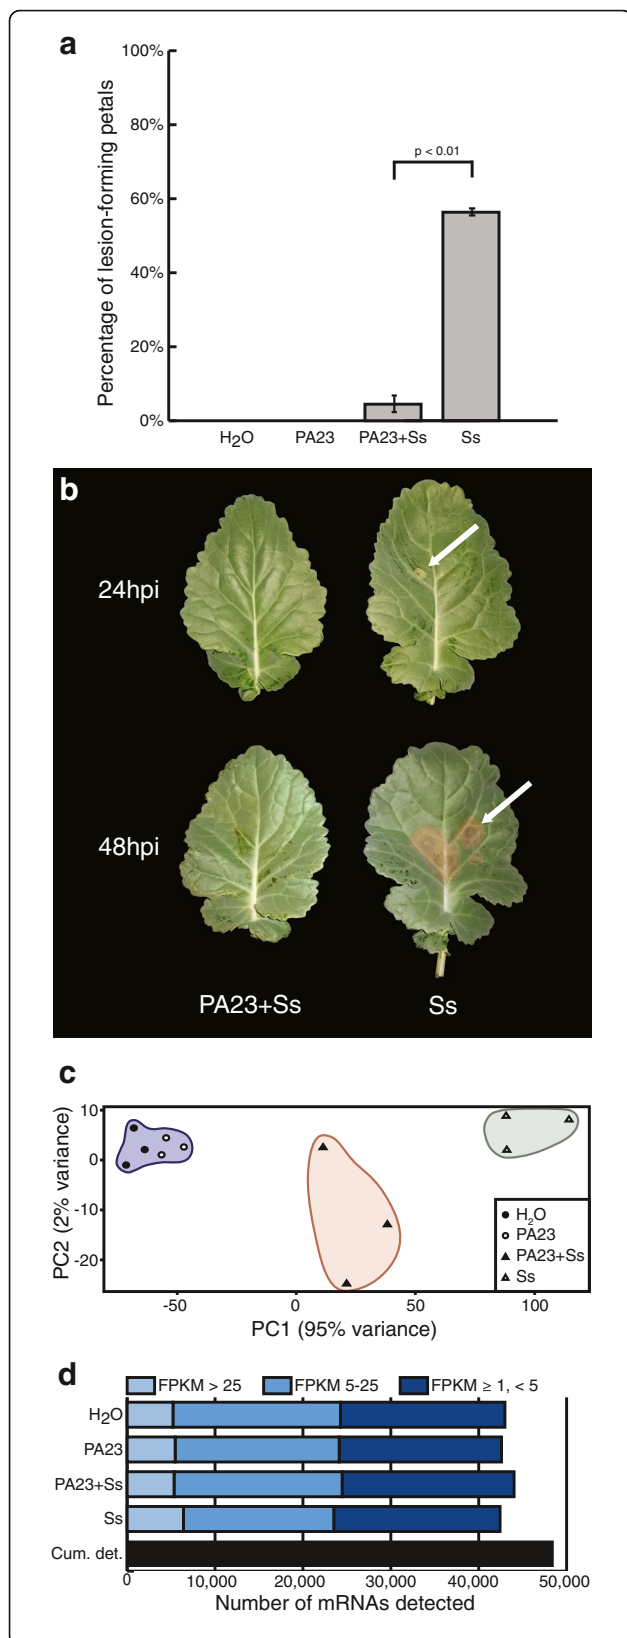 a
100%
80%
60%
40%
20%
0%
Percentage of lesion-forming petals
p < 0.01
H₂O PA23 PA23+Ss Ss
b
24hpi
48hpi
PA23+Ss Ss
c
10
0
-10
-20
PC2 (2% variance)
H₂O
PA23
PA23+Ss
Ss
-50 0 50 100
PC1 (95% variance)
d
FPKM > 25 FPKM 5-25 FPKM ≥ 1, < 5
H₂O
PA23
PA23+Ss
Ss
Cum. det.
0 10,000 20,000 30,000 40,000 50,000
Number of mRNAs detected